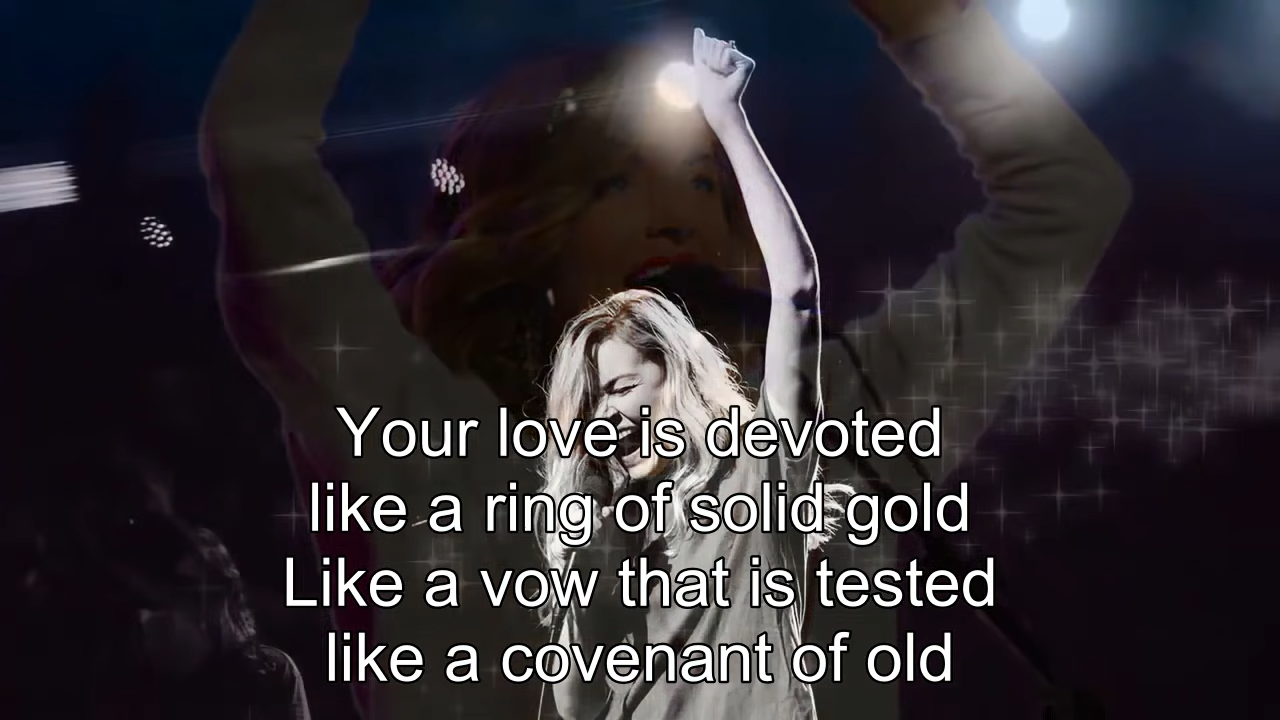 Your love is devoted
like a ring of solid gold
Like a vow that is tested
like a covenant of old